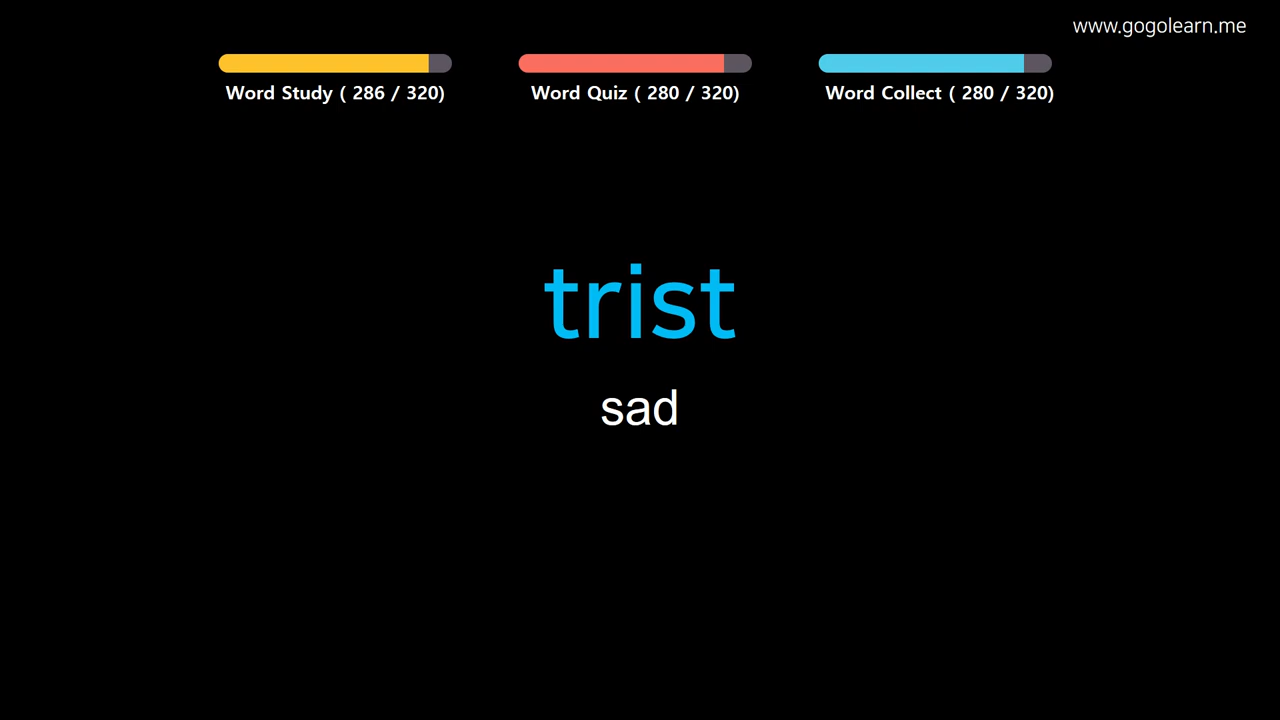 www.gogolearn.me
Word Study ( 286 / 320)
Word Quiz ( 280 / 320)
Word Collect ( 280 / 320)
trist
sad